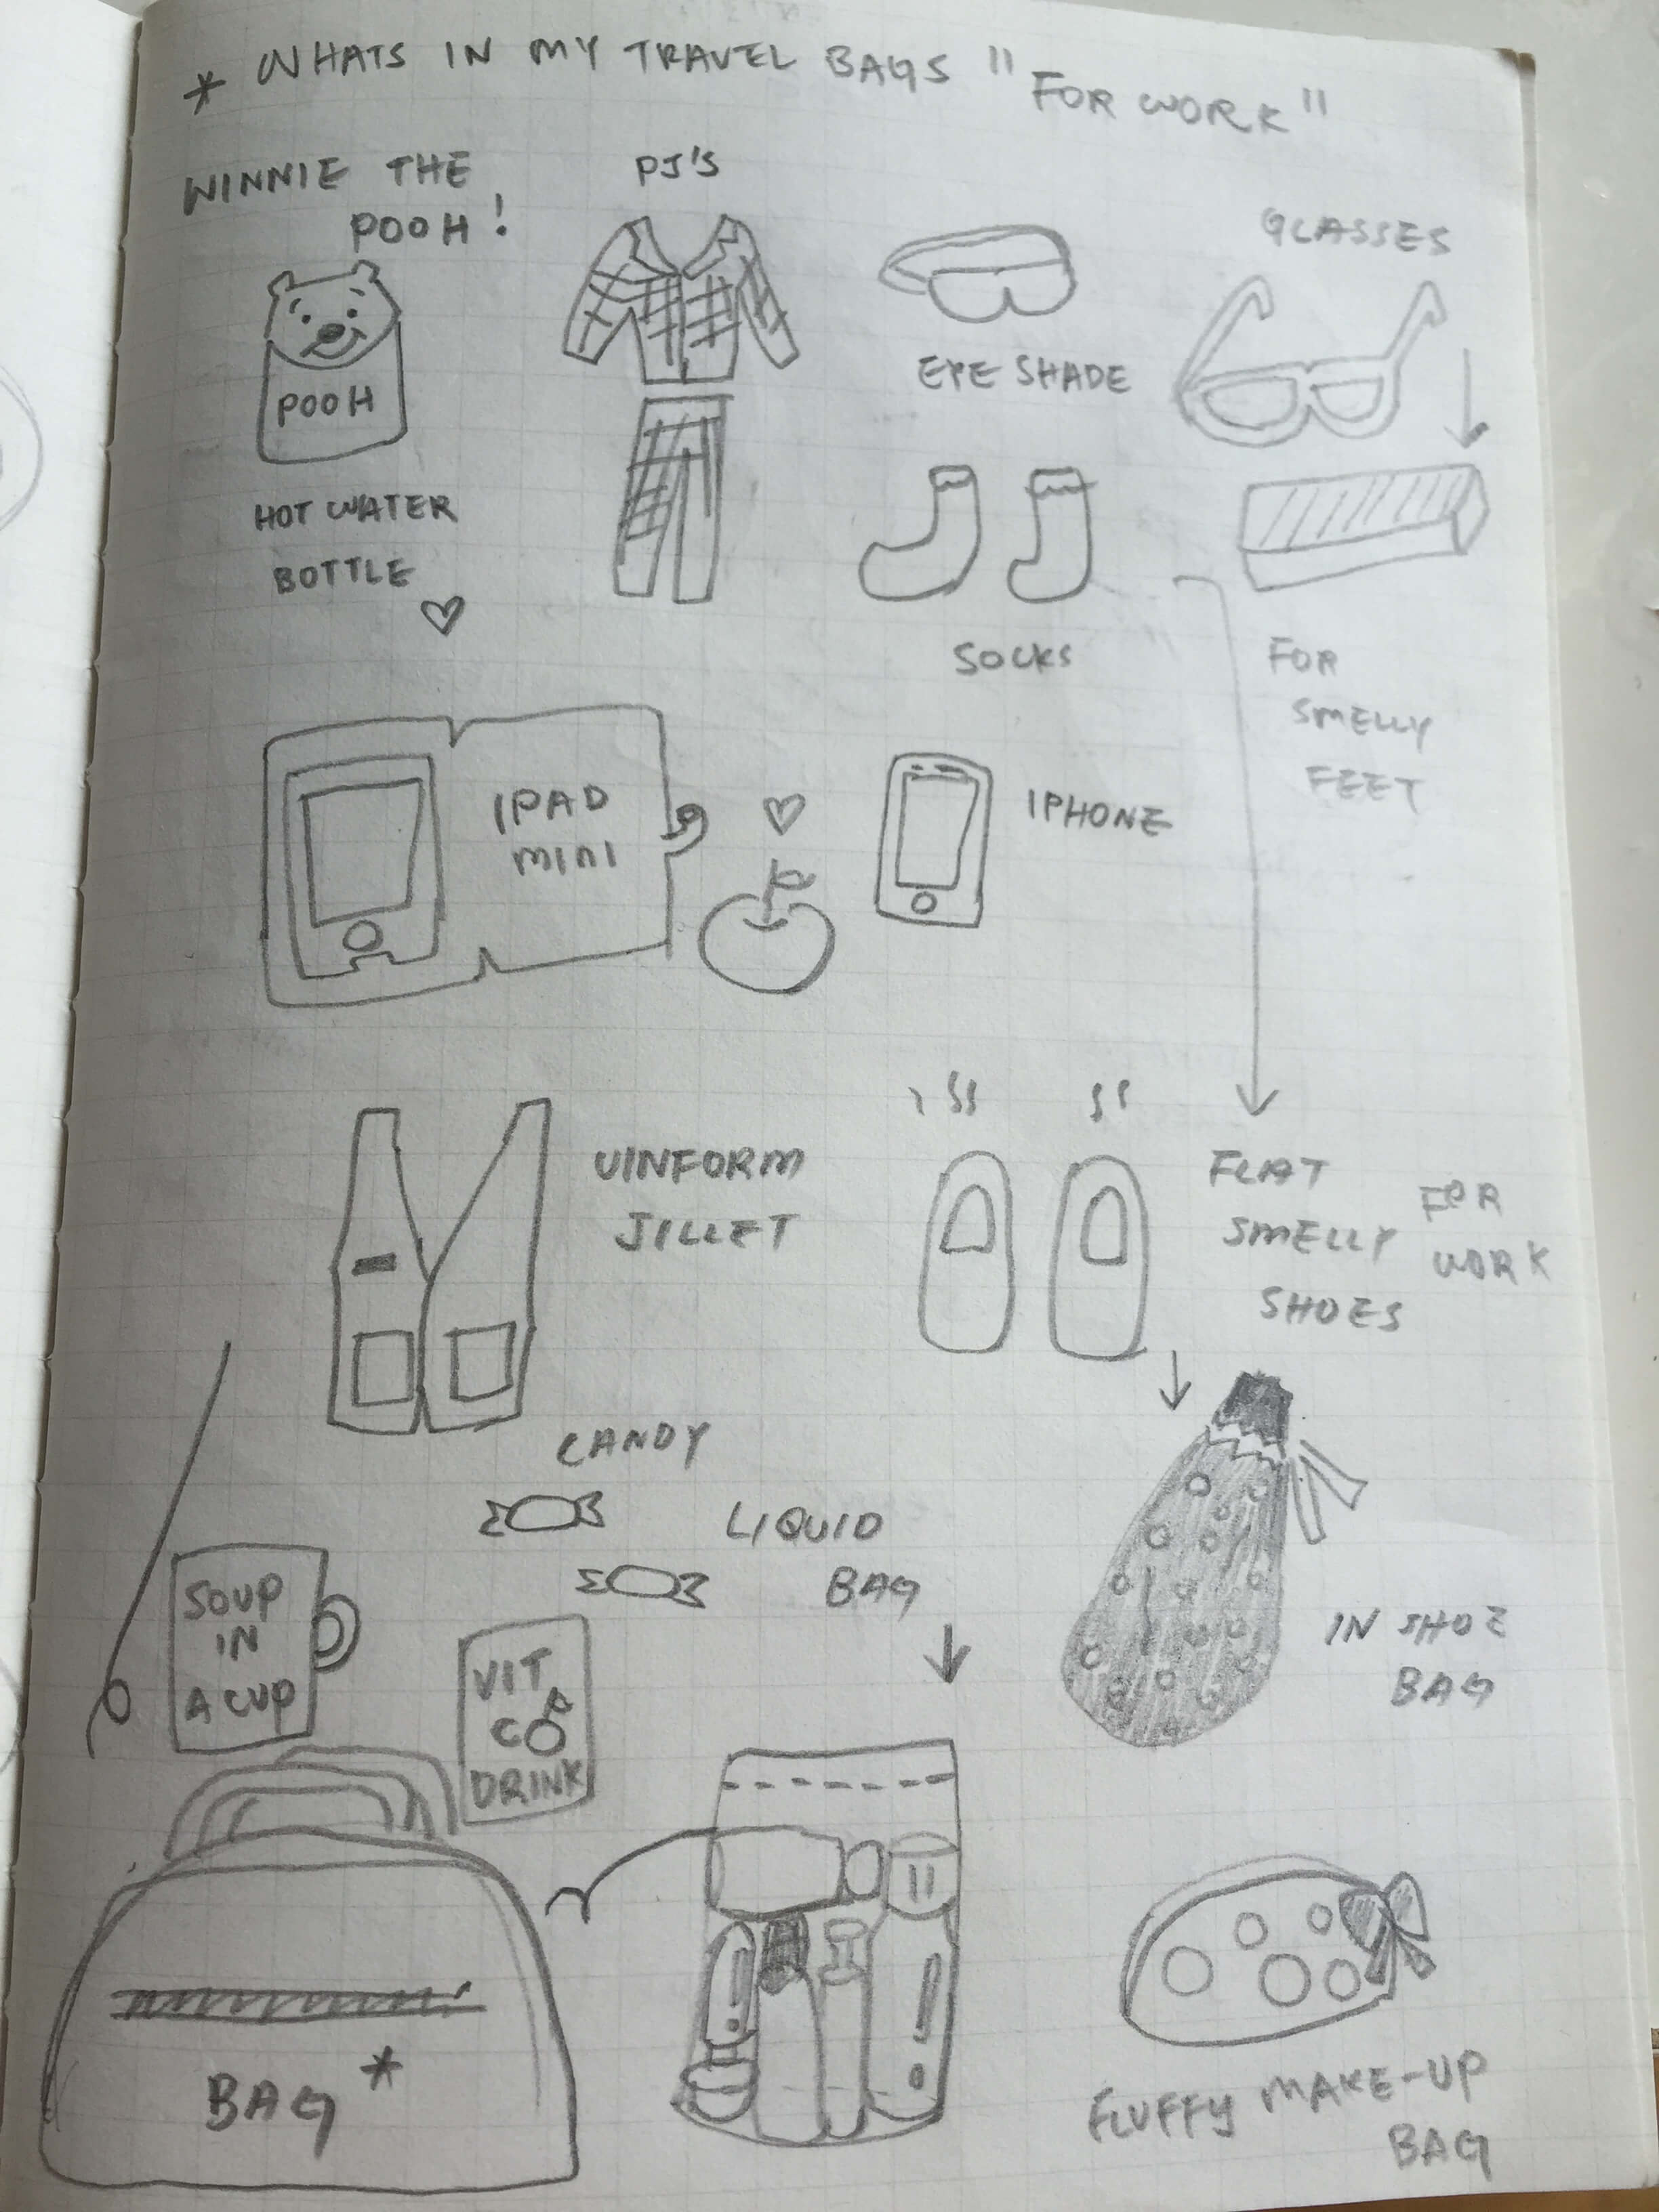 * WHATS IN MY TRAVEL BAGS "FOR WORK"
WINNIE THE
POOH!
POOH
HOT WATER
BOTTLE
PJ'S
EYE SHADE
GLASSES
SOCKS
FOR
SMELLY
FEET
IPAD
MINI
IPHONE
UINFORM
JILLET
FLAT
SMELLY
SHOES
FOR
WORK
CANDY
LIQUID
BAG
IN SHOE
BAG
SOUP
IN
A CUP
VIT
C
DRINK
BAG *
FLUFFY MAKE-UP
BAG